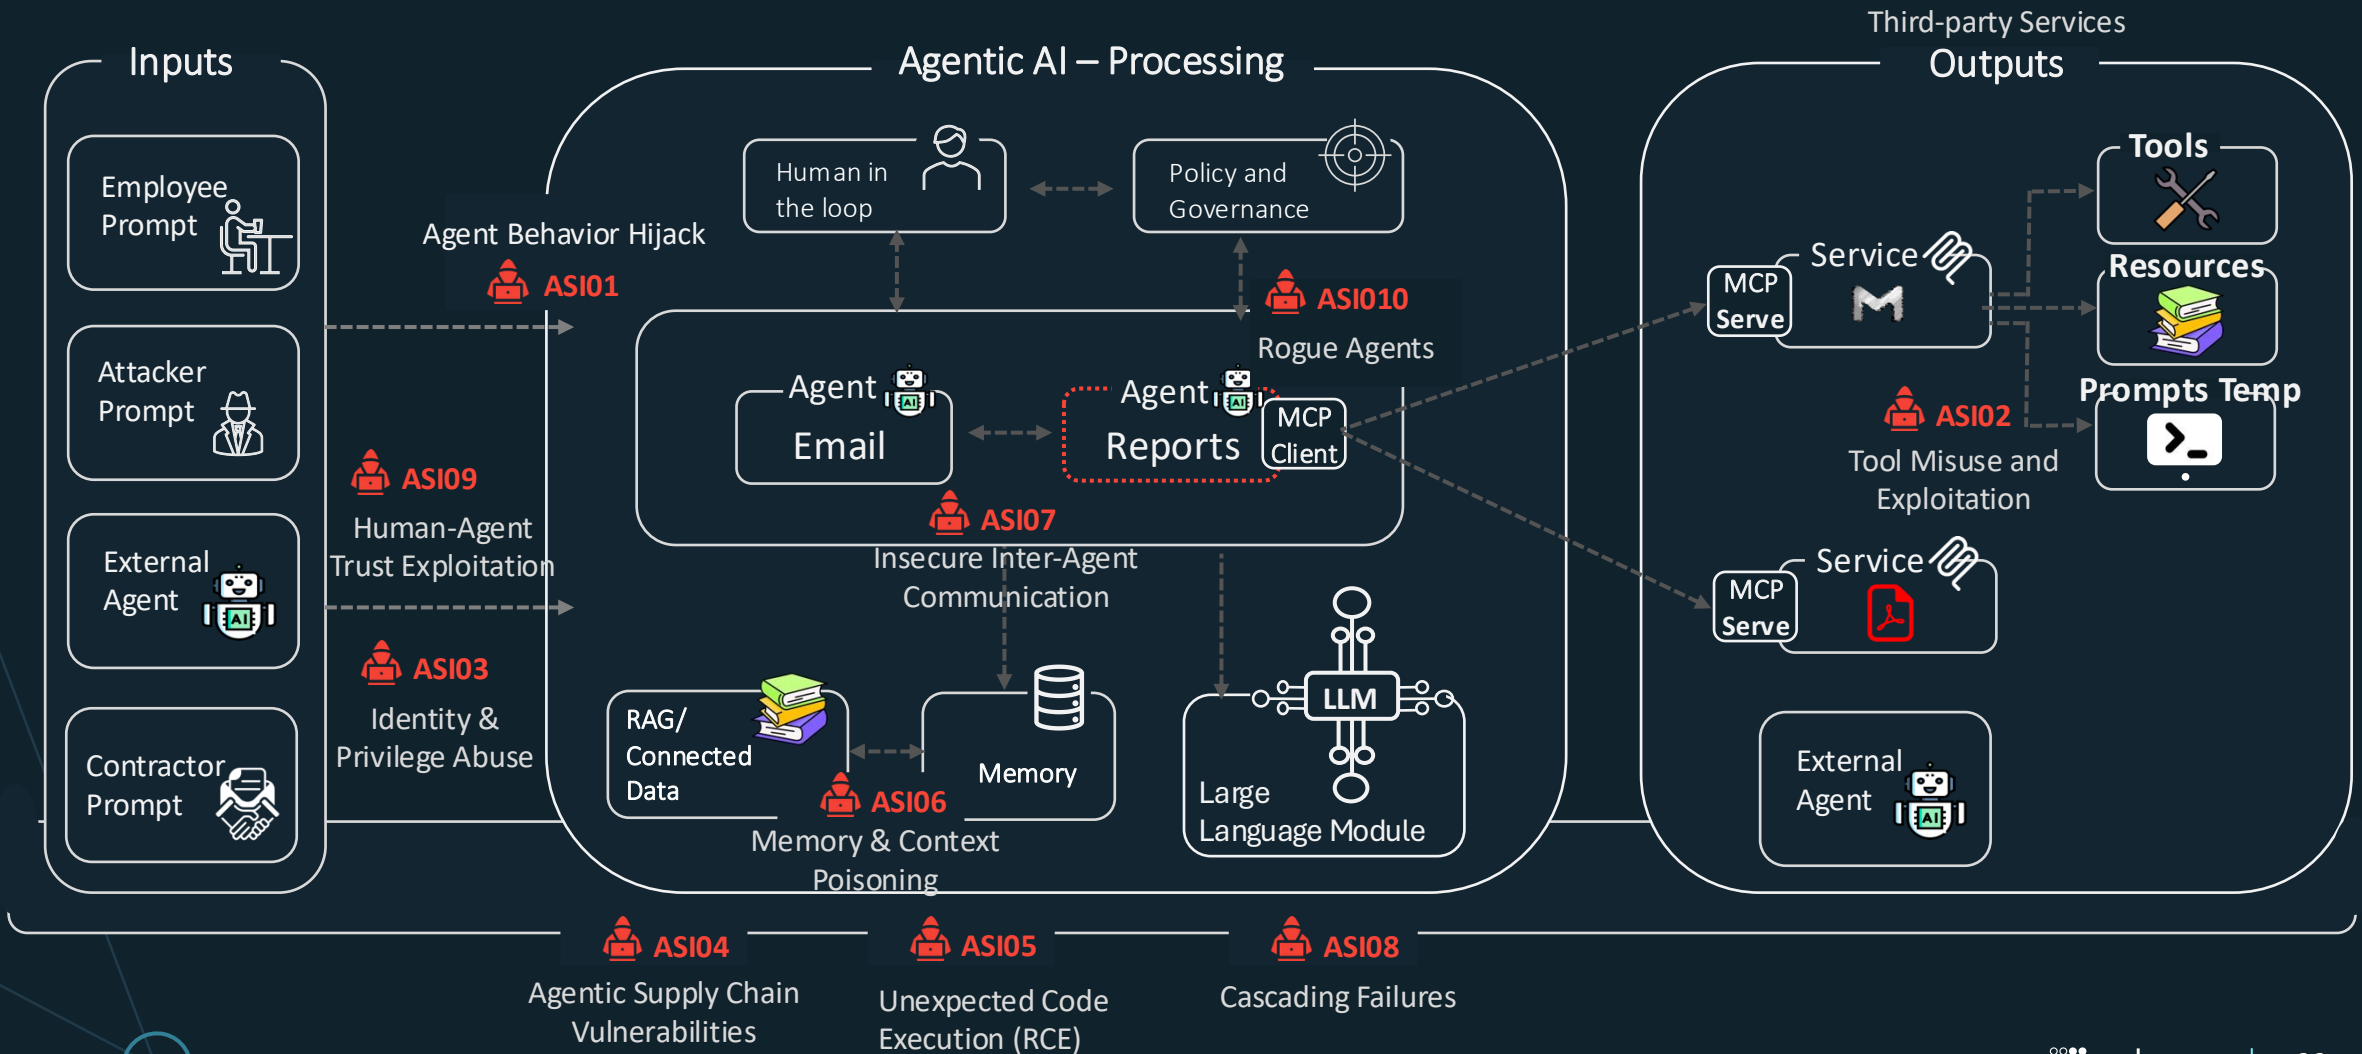 Third-party Services
Inputs
Agentic AI – Processing
Outputs
Employee
Prompt
Attacker
Prompt
External
Agent
AI
Contractor
Prompt
Agent Behavior Hijack
ASI01
ASI09
Human-Agent
Trust Exploitation
ASI03
Identity &
Privilege Abuse
Human in
the loop
Policy and
Governance
ASI010
Rogue Agents
Agent
AI
Email
Agent
AI
Reports
MCP
Client
ASI07
Insecure Inter-Agent
Communication
RAG/
Connected
Data
Memory
ASI06
Memory & Context
Poisoning
LLM
Large
Language Module
MCP
Serve
Service
Tools
Resources
Prompts Temp
ASI02
Tool Misuse and
Exploitation
MCP
Serve
Service
External
Agent
AI
ASI04
Agentic Supply Chain
Vulnerabilities
ASI05
Unexpected Code
Execution (RCE)
ASI08
Cascading Failures